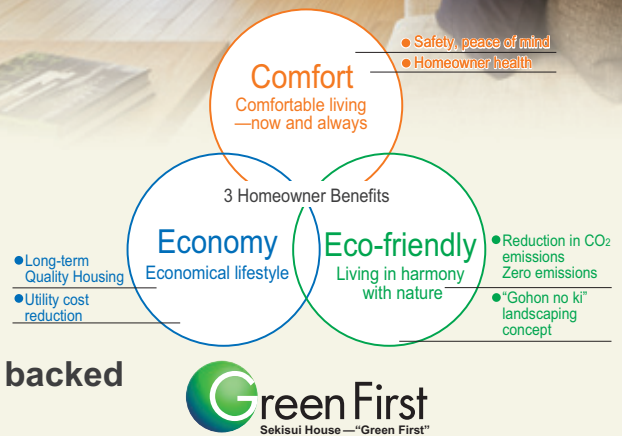 ● Safety, peace of mind
● Homeowner health
Comfort
Comfortable living
—now and always
3 Homeowner Benefits
Economy
Economical lifestyle
● Long-term
Quality Housing
● Utility cost
reduction
Eco-friendly
Living in harmony
with nature
● Reduction in CO₂
emissions
Zero emissions
● “Gohon no ki”
landscaping
concept
backed
Green First
Sekisui House — “Green First”